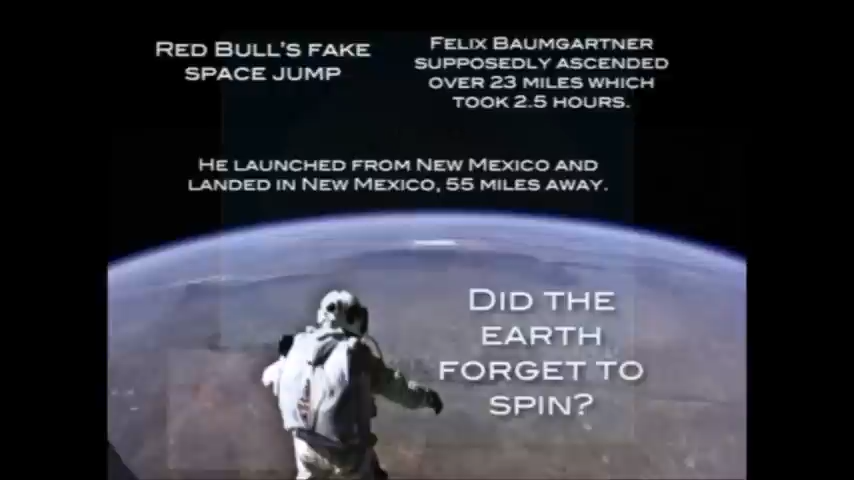 RED BULL'S FAKE
SPACE JUMP
FELIX BAUMGARTNER
SUPPOSEDLY ASCENDED
OVER 23 MILES WHICH
TOOK 2.5 HOURS.
HE LAUNCHED FROM NEW MEXICO AND
LANDED IN NEW MEXICO, 55 MILES AWAY.
DID THE
EARTH
FORGET TO
SPIN?